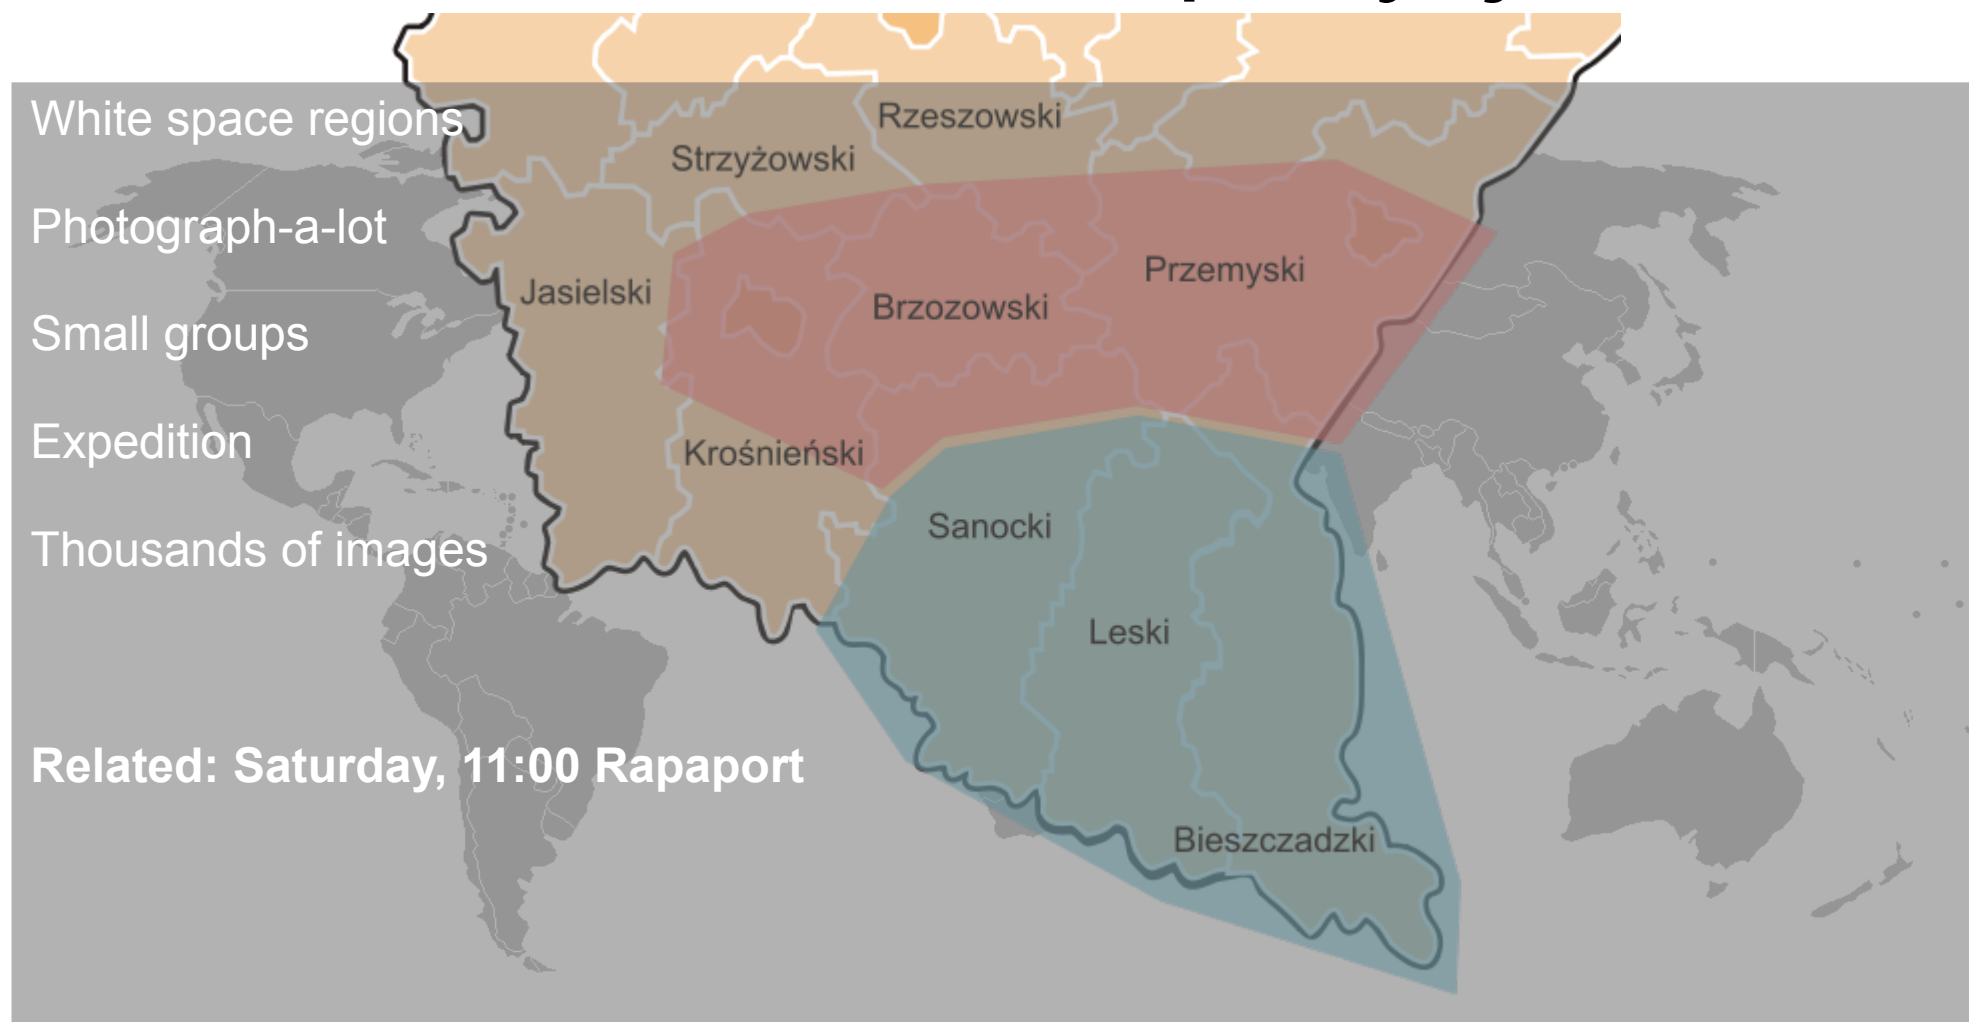 White space regions
Rzeszowski
Strzyżowski
Photograph-a-lot
Przemyski
Jasielski
Brzozowski
Small groups
Expedition
Krośnieński
Sanocki
Thousands of images
Leski
Related: Saturday, 11:00 Rapaport
Bieszczadzki